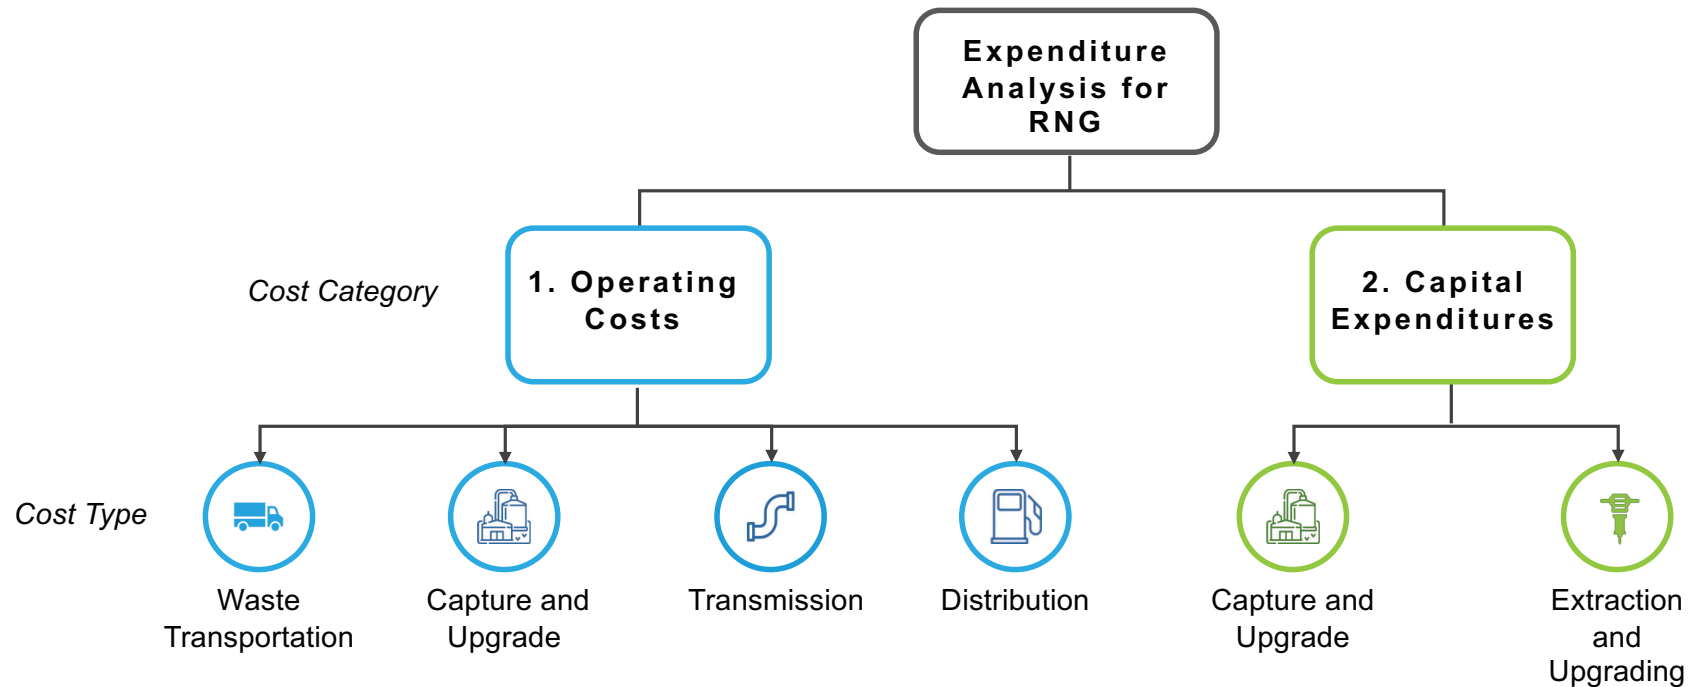 Expenditure
Analysis for
RNG
Cost Category
1. Operating
Costs
2. Capital
Expenditures
Cost Type
Waste
Transportation
Capture and
Upgrade
Transmission
Distribution
Capture and
Upgrade
Extraction
and
Upgrading